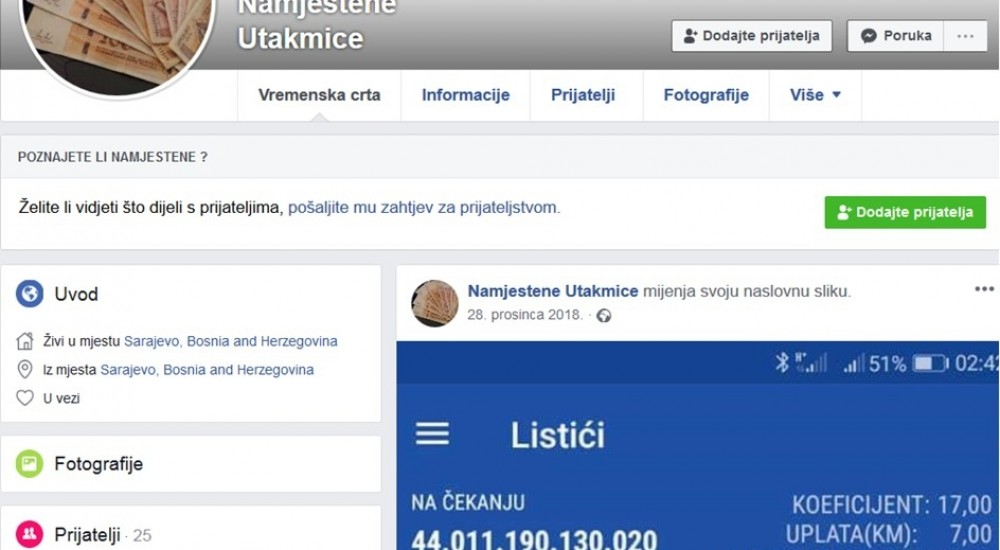 Namjestene
Utakmice
Dodajte prijatelja
Poruka
Vremenska crta
Informacije
Prijatelji
Fotografije
Više
POZNAJETE LI NAMJESTENE ?
Želite li vidjeti što dijeli s prijateljima, pošaljite mu zahtjev za prijateljstvom.
Dodajte prijatelja
Uvod
Živi u mjestu Sarajevo, Bosnia and Herzegovina
Iz mjesta Sarajevo, Bosnia and Herzegovina
U vezi
Fotografije
Prijatelji · 25
Namjestene Utakmice mijenja svoju naslovnu sliku.
28. prosinca 2018. ·
51% 02:42
Listići
NA ČEKANJU
44.011.190.130.020
KOEFICIJENT: 17,00
UPLATA(KM): 7,00